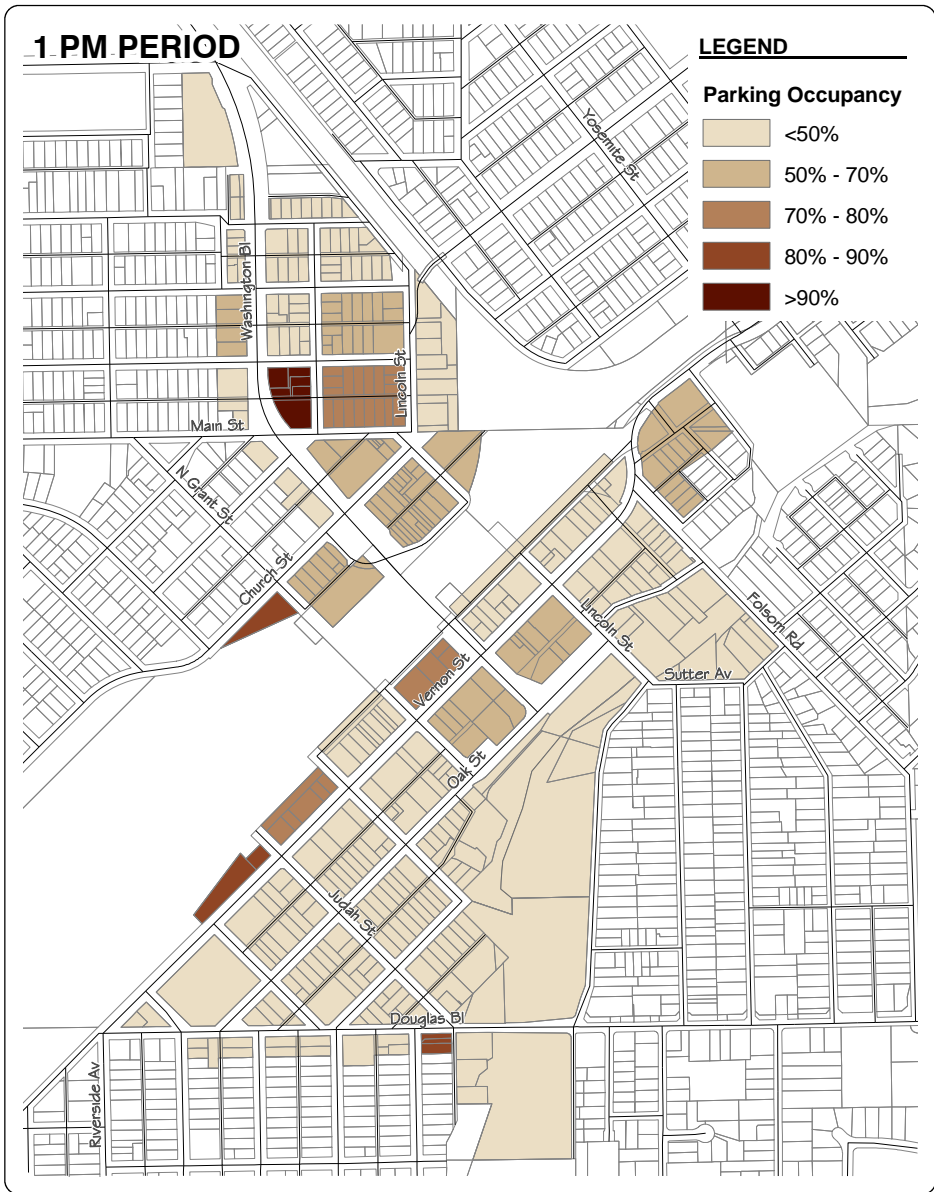 1 PM PERIOD
LEGEND
Parking Occupancy
<50%
50% - 70%
70% - 80%
80% - 90%
>90%
Yosemite St
Washington Bl
Lincoln St
Main St
N Grant St
Church St
Lincoln St
Folsom Rd
Vernon St
Sutter Av
Oak St
Judah St
Douglas Bl
Riverside Av